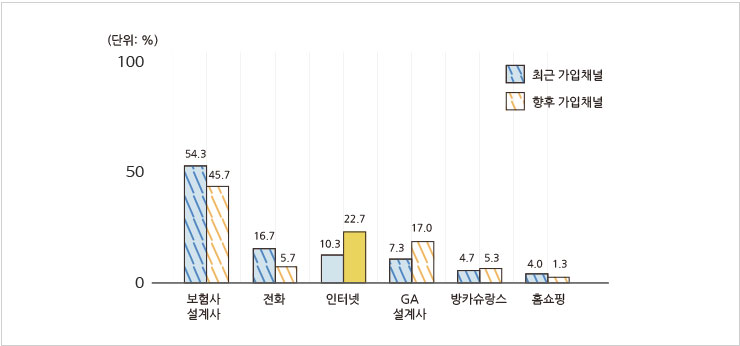 (단위: %)
100
최근 가입채널
향후 가입채널
50
0
54.3
45.7
16.7
5.7
10.3
22.7
7.3
17.0
4.7
5.3
4.0
1.3
보험사
설계사
전화
인터넷
GA
설계사
방카슈랑스
홈쇼핑